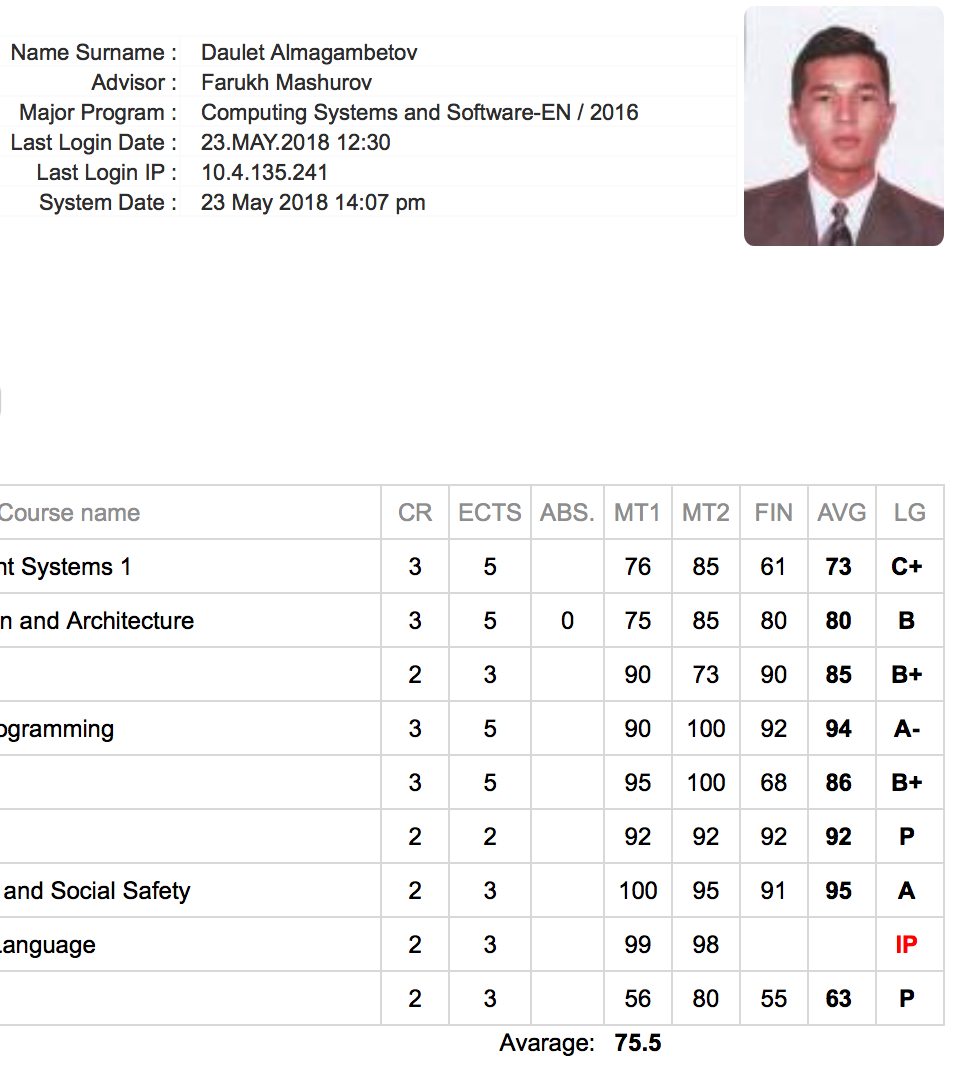 Name Surname : Daulet Almagambetov
Advisor : Farukh Mashurov
Major Program : Computing Systems and Software-EN / 2016
Last Login Date : 23.MAY.2018 12:30
Last Login IP : 10.4.135.241
System Date : 23 May 2018 14:07 pm
Course name CR ECTS ABS. MT1 MT2 FIN AVG LG
nt Systems 1 3 5 76 85 61 73 C+
n and Architecture 3 5 0 75 85 80 80 B
2 3 90 73 90 85 B+
ogramming 3 5 90 100 92 94 A-
3 5 95 100 68 86 B+
2 2 92 92 92 92 P
and Social Safety 2 3 100 95 91 95 A
Language 2 3 99 98 IP
2 3 56 80 55 63 P
Avarage: 75.5